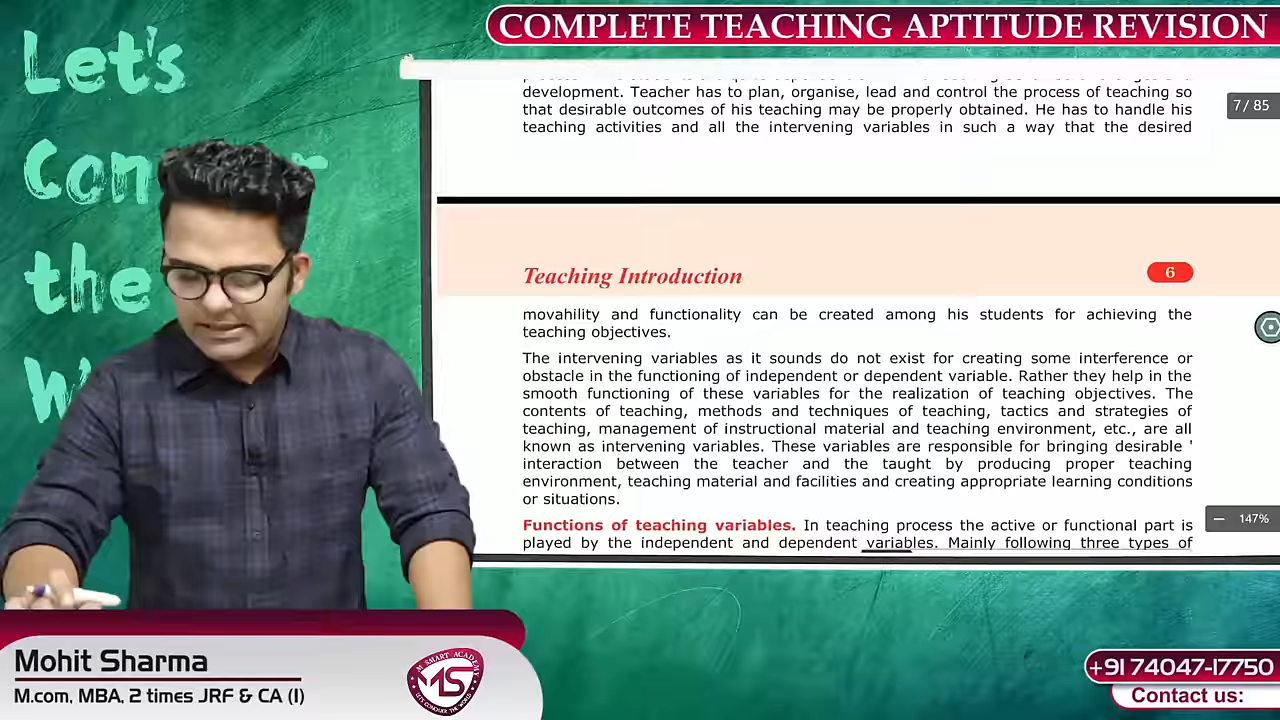 COMPLETE TEACHING APTITUDE REVISION
Let's
Con
the
W
development. Teacher has to plan, organise, lead and control the process of teaching so
that desirable outcomes of his teaching may be properly obtained. He has to handle his
teaching activities and all the intervening variables in such a way that the desired
7 / 85
Teaching Introduction
6
movahility and functionality can be created among his students for achieving the
teaching objectives.
The intervening variables as it sounds do not exist for creating some interference or
obstacle in the functioning of independent or dependent variable. Rather they help in the
smooth functioning of these variables for the realization of teaching objectives. The
contents of teaching, methods and techniques of teaching, tactics and strategies of
teaching, management of instructional material and teaching environment, etc., are all
known as intervening variables. These variables are responsible for bringing desirable '
interaction between the teacher and the taught by producing proper teaching
environment, teaching material and facilities and creating appropriate learning conditions
or situations.
Functions of teaching variables. In teaching process the active or functional part is
played by the independent and dependent variables. Mainly following three types of
— 147%
Mohit Sharma
M.com, MBA, 2 times JRF & CA (I)
M SMART ACADEMY
MS
LET'S CONQUER THE WORLD
+91 74047-17750
Contact us: